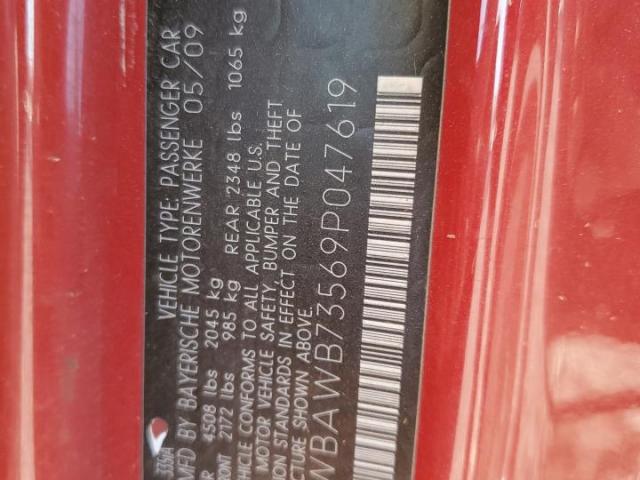 VEHICLE TYPE: PASSENGER CAR
MFD BY BAYERISCHE MOTORENWERKE 05/09
4508 lbs 2045 kg
2172 lbs 985 kg REAR 2348 lbs 1065 kg
VEHICLE CONFORMS TO ALL APPLICABLE U.S.
MOTOR VEHICLE SAFETY, BUMPER AND THEFT
STANDARDS IN EFFECT ON THE DATE OF
SHOWN ABOVE.
WBAWB73569P047619